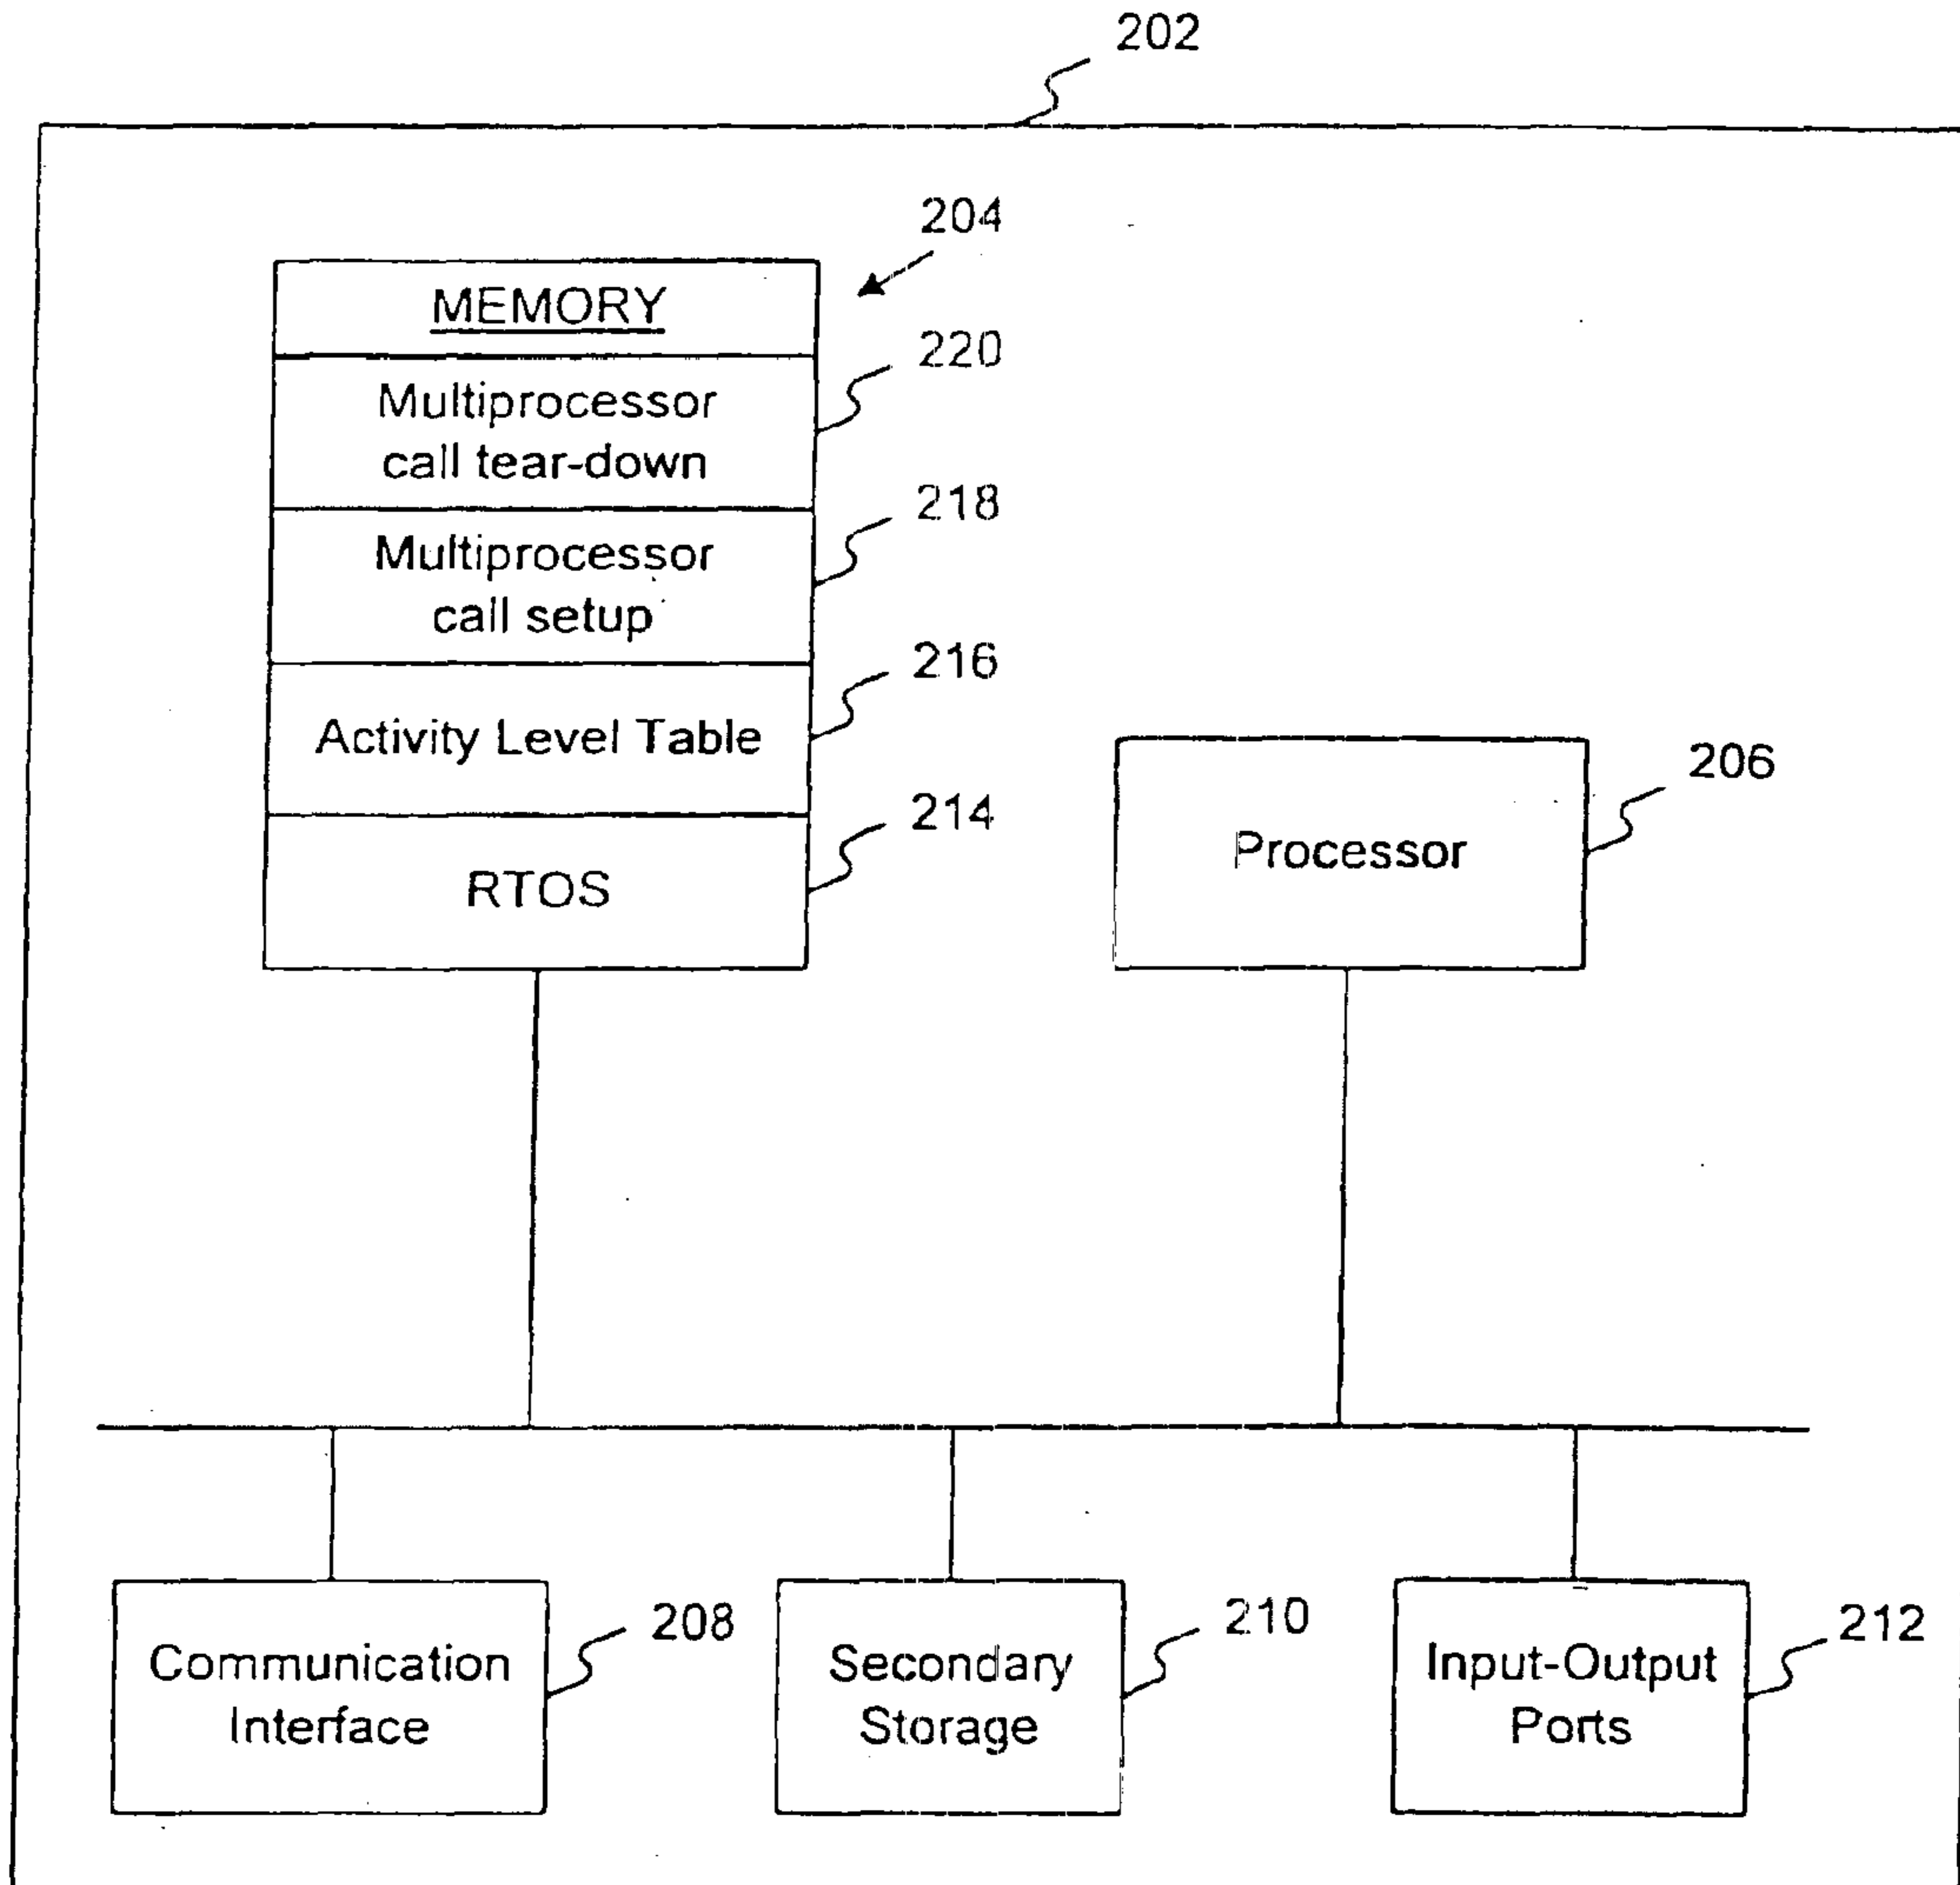 202
204
MEMORY
220
Multiprocessor
call tear-down
218
Multiprocessor
call setup
216
Activity Level Table
206
214
Processor
RTOS
208
210
212
Communication
Interface
Secondary
Storage
Input-Output
Ports